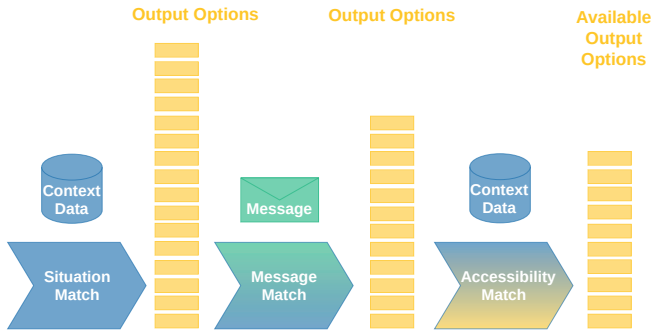 Output Options
Output Options
Available
Output
Options
Context
Data
Message
Context
Data
Situation
Match
Message
Match
Accessibility
Match